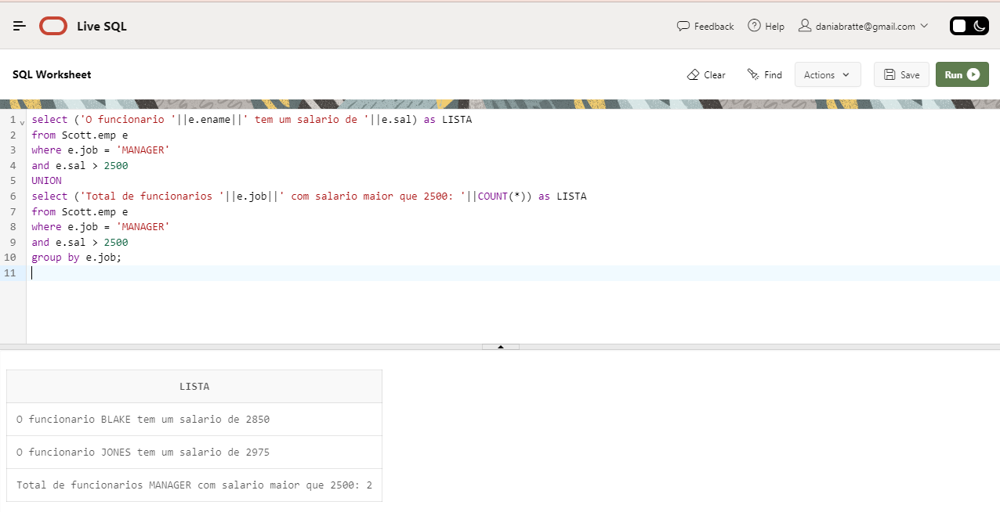 Live SQL
Feedback
Help
daniabratte@gmail.com
SQL Worksheet
Clear
Find
Actions
Save
Run
1 select ('O funcionario '||e.ename||' tem um salario de '||e.sal) as LISTA
2 from Scott.emp e
3 where e.job = 'MANAGER'
4 and e.sal > 2500
5 UNION
6 select ('Total de funcionarios '||e.job||' com salario maior que 2500: '||COUNT(*)) as LISTA
7 from Scott.emp e
8 where e.job = 'MANAGER'
9 and e.sal > 2500
10 group by e.job;
11
LISTA
O funcionario BLAKE tem um salario de 2850
O funcionario JONES tem um salario de 2975
Total de funcionarios MANAGER com salario maior que 2500: 2